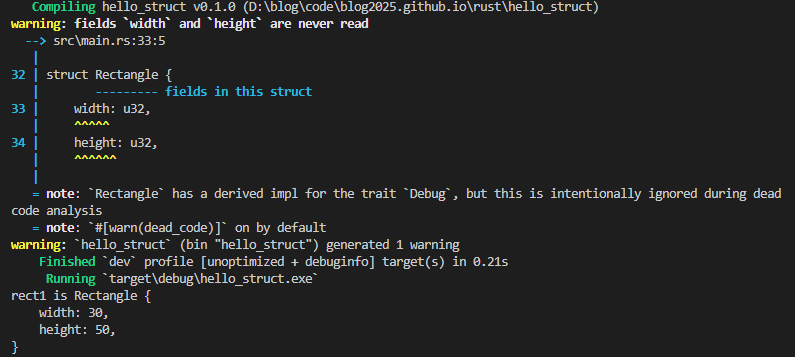 Compiling hello_struct v0.1.0 (D:\blog\code\blog2025.github.io\rust\hello_struct)
warning: fields `width` and `height` are never read
  --> src\main.rs:33:5
   |
32 | struct Rectangle {
   |        --------- fields in this struct
33 |     width: u32,
   |     ^^^^^
34 |     height: u32,
   |     ^^^^^^
   |
   = note: `Rectangle` has a derived impl for the trait `Debug`, but this is intentionally ignored during dead
code analysis
   = note: `#[warn(dead_code)]` on by default
warning: `hello_struct` (bin "hello_struct") generated 1 warning
    Finished `dev` profile [unoptimized + debuginfo] target(s) in 0.21s
     Running `target\debug\hello_struct.exe`
rect1 is Rectangle {
    width: 30,
    height: 50,
}